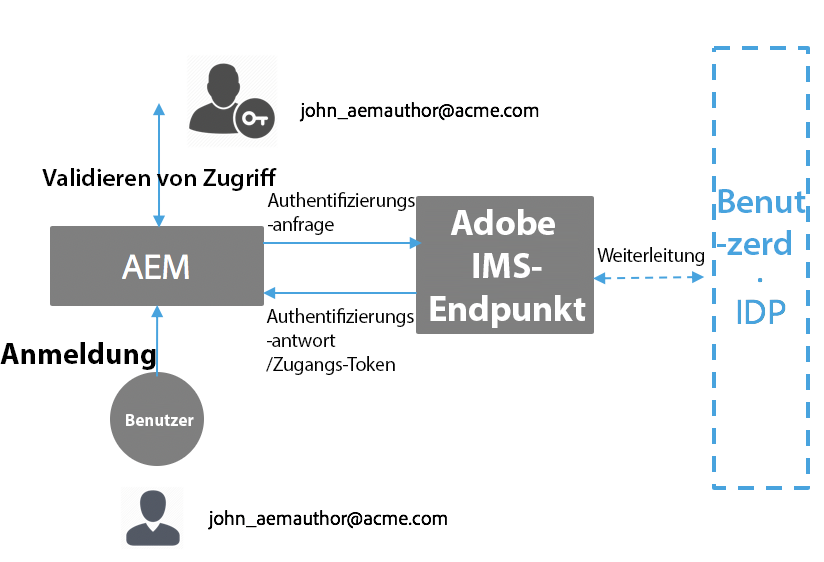 john_aemauthor@acme.com
Validieren von Zugriff
Authentifizierungs
-anfrage
AEM
Adobe
IMS-
Endpunkt
Weiterleitung
Benut
-zerd
.
IDP
Authentifizierungs
-antwort
/Zugangs-Token
Anmeldung
Benutzer
john_aemauthor@acme.com